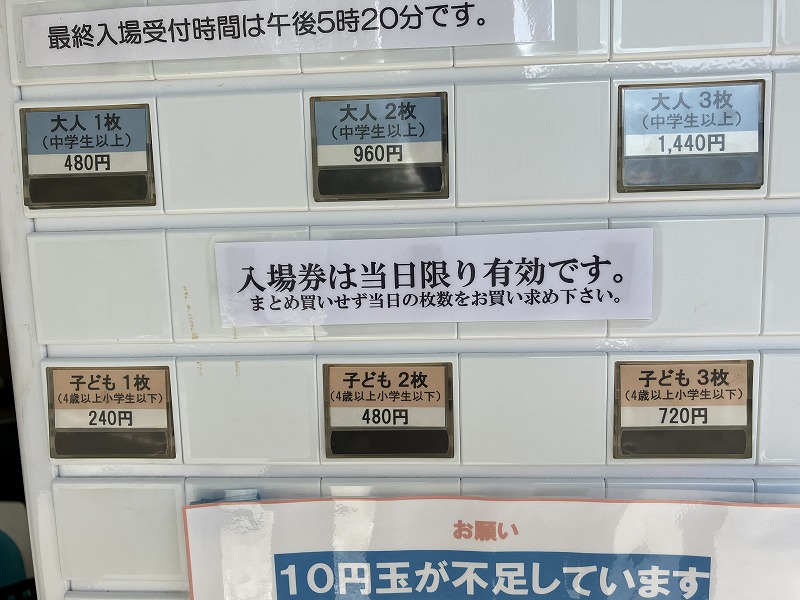 最終入場受付時間は午後5時20分です。
大人 1枚
(中学生以上)
480円
大人 2枚
(中学生以上)
960円
大人 3枚
(中学生以上)
1,440円
入場券は当日限り有効です。
まとめ買いせず当日の枚数をお買い求め下さい。
子ども 1枚
(4歳以上小学生以下)
240円
子ども 2枚
(4歳以上小学生以下)
480円
子ども 3枚
(4歳以上小学生以下)
720円
お願い
10円玉が不足しています